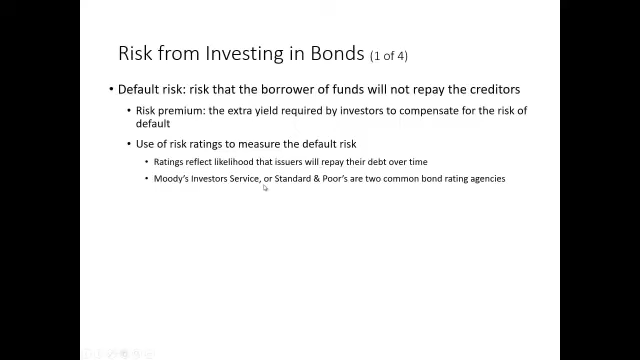 Risk from Investing in Bonds (1 of 4)
• Default risk: risk that the borrower of funds will not repay the creditors
• Risk premium: the extra yield required by investors to compensate for the risk of
default
• Use of risk ratings to measure the default risk
• Ratings reflect likelihood that issuers will repay their debt over time
• Moody's Investors Service, or Standard & Poor's are two common bond rating agencies